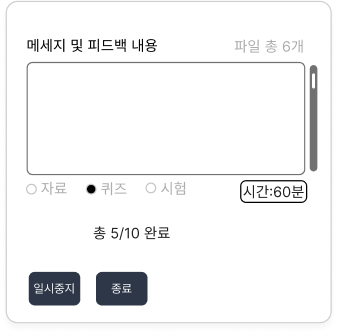 메세지 및 피드백 내용 파일 총 6개
자료 퀴즈 시험 시간:60분
총 5/10 완료
일시중지 종료